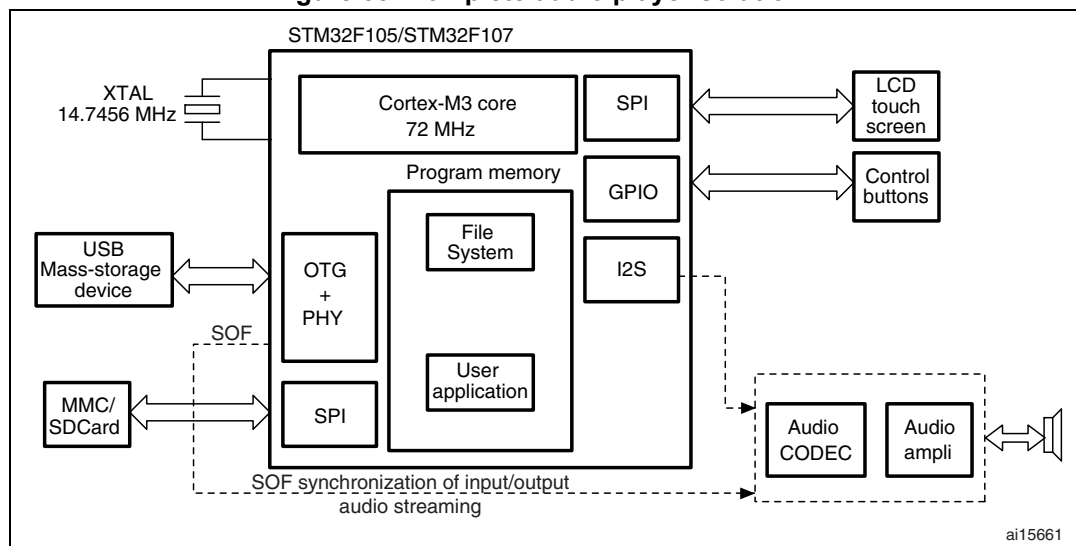 STM32F105/STM32F107
XTAL
14.7456 MHz
Cortex-M3 core
72 MHz
SPI
LCD
touch
screen
Program memory
GPIO
Control
buttons
File
System
I2S
USB
Mass-storage
device
OTG
+
PHY
SOF
User
application
MMC/
SDCard
SPI
Audio
CODEC
Audio
ampli
SOF synchronization of input/output
audio streaming
ai15661